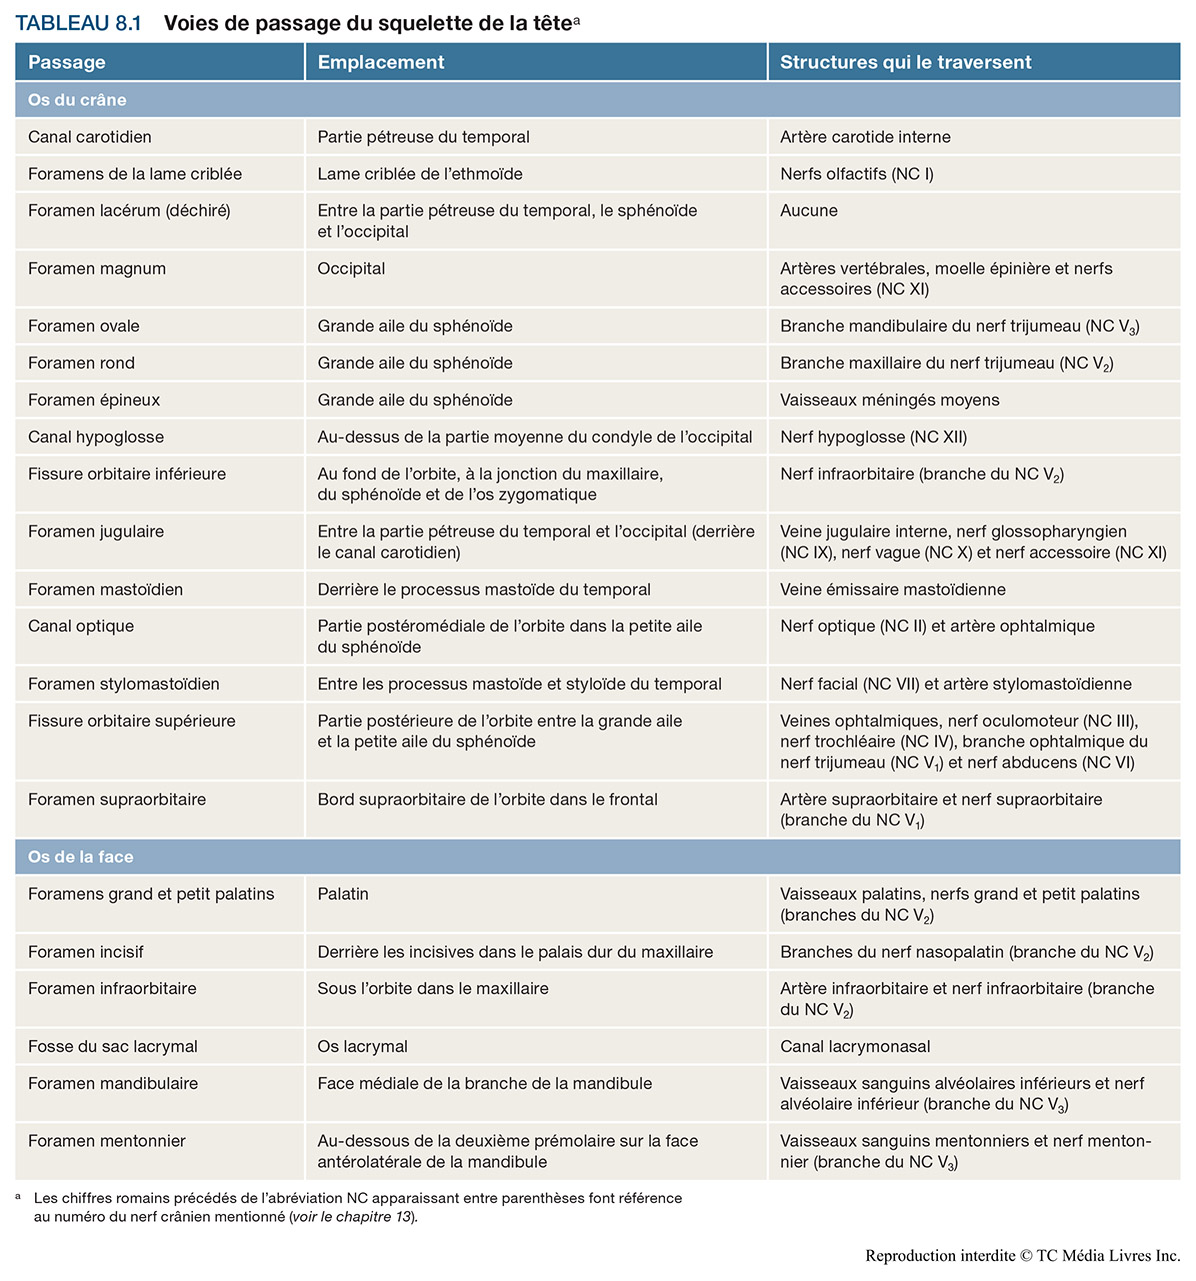 TABLEAU 8.1 Voies de passage du squelette de la têteᵃ
Passage Emplacement Structures qui le traversent
Os du crâne
Canal carotidien Partie pétreuse du temporal Artère carotide interne
Foramens de la lame criblée Lame criblée de l’ethmoïde Nerfs olfactifs (NC I)
Foramen lacérum (déchiré) Entre la partie pétreuse du temporal, le sphénoïde Aucune
et l’occipital
Foramen magnum Occipital Artères vertébrales, moelle épinière et nerfs
accessoires (NC XI)
Foramen ovale Grande aile du sphénoïde Branche mandibulaire du nerf trijumeau (NC V₃)
Foramen rond Grande aile du sphénoïde Branche maxillaire du nerf trijumeau (NC V₂)
Foramen épineux Grande aile du sphénoïde Vaisseaux méningés moyens
Canal hypoglosse Au-dessus de la partie moyenne du condyle de l’occipital Nerf hypoglosse (NC XII)
Fissure orbitaire inférieure Au fond de l’orbite, à la jonction du maxillaire, Nerf infraorbitaire (branche du NC V₂)
du sphénoïde et de l’os zygomatique
Foramen jugulaire Entre la partie pétreuse du temporal et l’occipital (derrière Veine jugulaire interne, nerf glossopharyngien
le canal carotidien) (NC IX), nerf vague (NC X) et nerf accessoire (NC XI)
Foramen mastoïdien Derrière le processus mastoïde du temporal Veine émissaire mastoïdienne
Canal optique Partie postéromédiale de l’orbite dans la petite aile Nerf optique (NC II) et artère ophtalmique
du sphénoïde
Foramen stylomastoïdien Entre les processus mastoïde et styloïde du temporal Nerf facial (NC VII) et artère stylomastoïdienne
Fissure orbitaire supérieure Partie postérieure de l’orbite entre la grande aile Veines ophtalmiques, nerf oculomoteur (NC III),
et la petite aile du sphénoïde nerf trochléaire (NC IV), branche ophtalmique du
nerf trijumeau (NC V₁) et nerf abducens (NC VI)
Foramen supraorbitaire Bord supraorbitaire de l’orbite dans le frontal Artère supraorbitaire et nerf supraorbitaire
(branche du NC V₁)
Os de la face
Foramens grand et petit palatins Palatin Vaisseaux palatins, nerfs grand et petit palatins
(branches du NC V₂)
Foramen incisif Derrière les incisives dans le palais dur du maxillaire Branches du nerf nasopalatin (branche du NC V₂)
Foramen infraorbitaire Sous l’orbite dans le maxillaire Artère infraorbitaire et nerf infraorbitaire (branche
du NC V₂)
Fosse du sac lacrymal Os lacrymal Canal lacrymonasal
Foramen mandibulaire Face médiale de la branche de la mandibule Vaisseaux sanguins alvéolaires inférieurs et nerf
alvéolaire inférieur (branche du NC V₃)
Foramen mentonnier Au-dessous de la deuxième prémolaire sur la face Vaisseaux sanguins mentonniers et nerf menton-
antérolatérale de la mandibule nier (branche du NC V₃)
ᵃ Les chiffres romains précédés de l’abréviation NC apparaissant entre parenthèses font référence
au numéro du nerf crânien mentionné (voir le chapitre 13).
Reproduction interdite © TC Média Livres Inc.